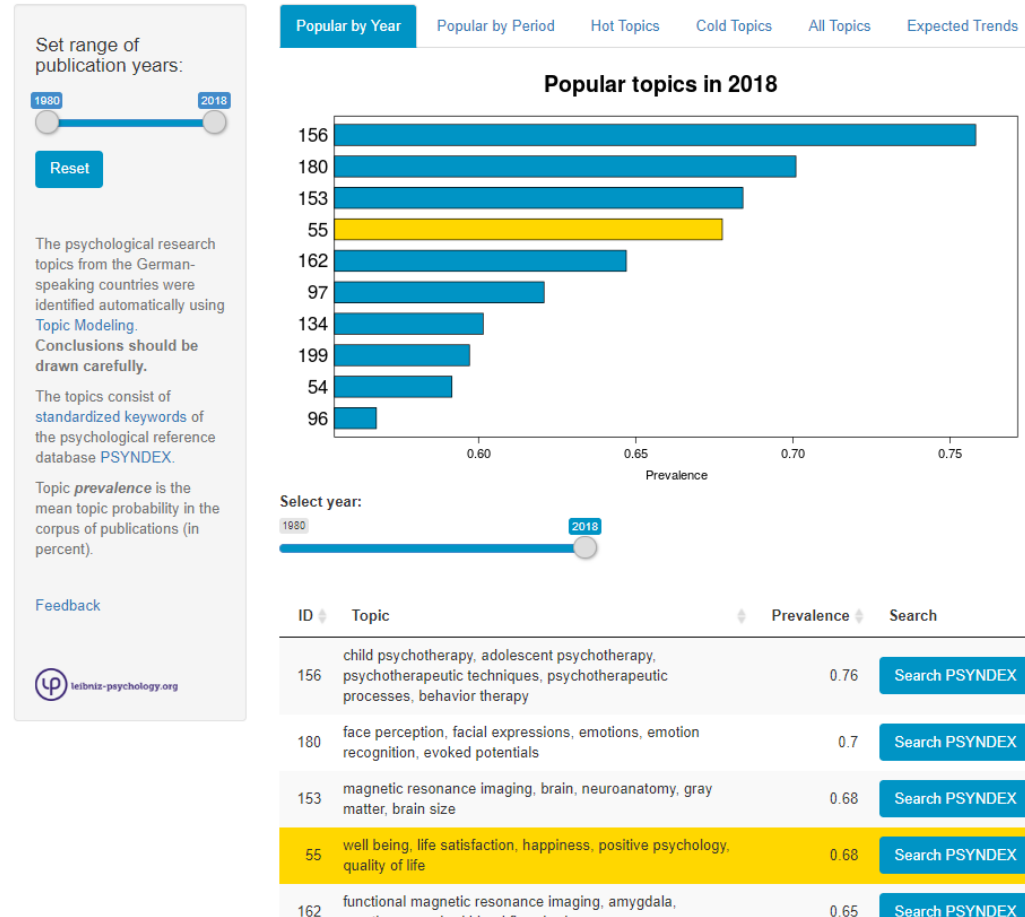 Set range of
publication years:
1980 2018
Reset
The psychological research
topics from the German-
speaking countries were
identified automatically using
Topic Modeling.
Conclusions should be
drawn carefully.
The topics consist of
standardized keywords of
the psychological reference
database PSYNDEX.
Topic prevalence is the
mean topic probability in the
corpus of publications (in
percent).
Feedback
leibniz-psychology.org
Popular by Year Popular by Period Hot Topics Cold Topics All Topics Expected Trends
Popular topics in 2018
156
180
153
55
162
97
134
199
54
96
0.60 0.65 0.70 0.75
Prevalence
Select year:
1980 2018
ID Topic Prevalence Search
child psychotherapy, adolescent psychotherapy,
156 psychotherapeutic techniques, psychotherapeutic 0.76 Search PSYNDEX
processes, behavior therapy
face perception, facial expressions, emotions, emotion
180 recognition, evoked potentials 0.7 Search PSYNDEX
magnetic resonance imaging, brain, neuroanatomy, gray
153 matter, brain size 0.68 Search PSYNDEX
well being, life satisfaction, happiness, positive psychology,
55 quality of life 0.68 Search PSYNDEX
functional magnetic resonance imaging, amygdala,
162 0.65 Search PSYNDEX